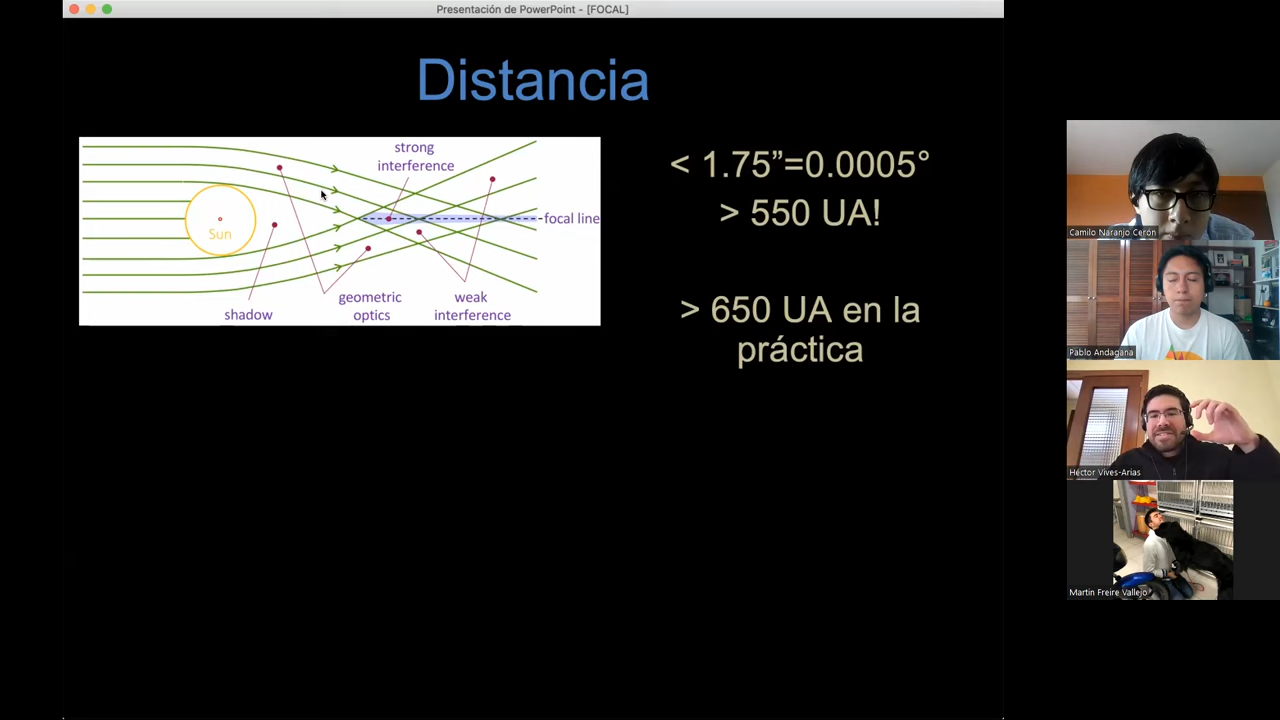 Presentación de PowerPoint - [FOCAL]
Distancia
strong
interference
Sun
focal line
shadow
geometric
optics
weak
interference
< 1.75”=0.0005°
> 550 UA!
> 650 UA en la
práctica
Camilo Naranjo Cerón
Pablo Andagana
Héctor Vives-Arias
Martin Freire Vallejo